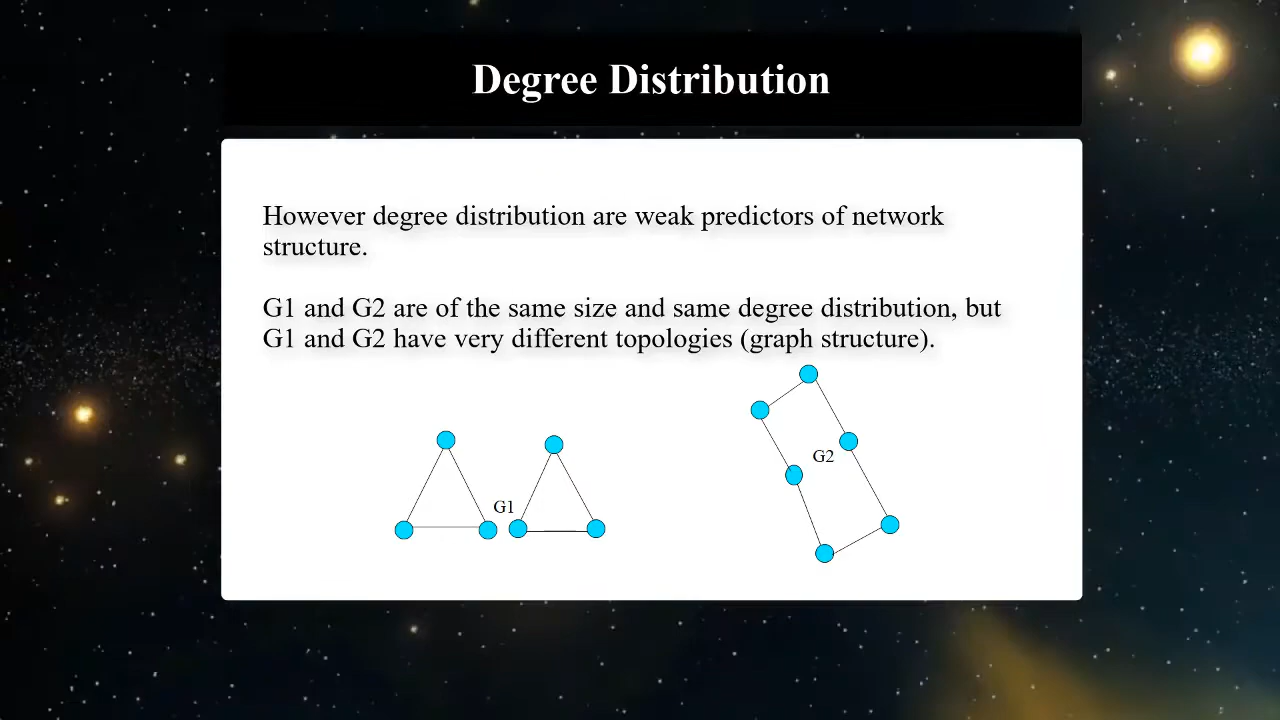 Degree Distribution
However degree distribution are weak predictors of network
structure.
G1 and G2 are of the same size and same degree distribution, but
G1 and G2 have very different topologies (graph structure).
G2
G1